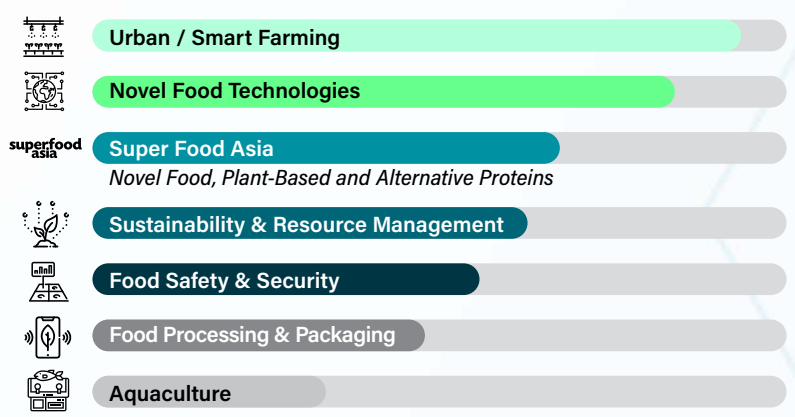 Urban / Smart Farming
Novel Food Technologies
superfood
asia
Super Food Asia
Novel Food, Plant-Based and Alternative Proteins
Sustainability & Resource Management
Food Safety & Security
Food Processing & Packaging
Aquaculture